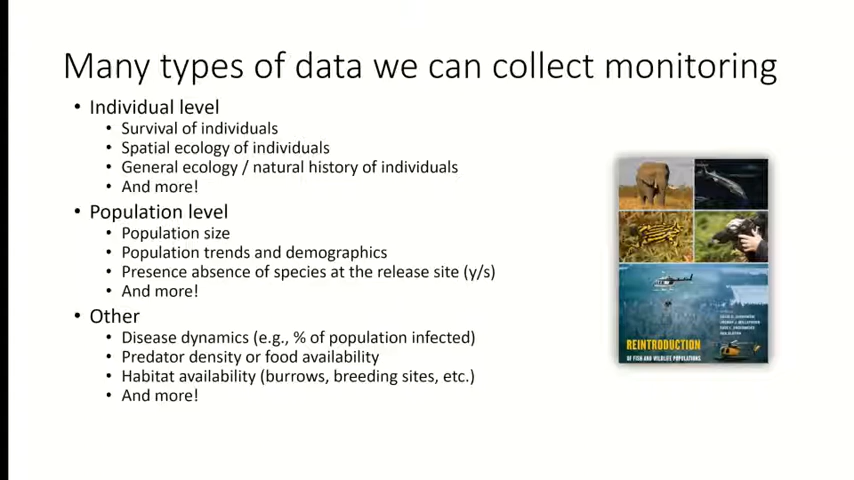 Many types of data we can collect monitoring
• Individual level
• Survival of individuals
• Spatial ecology of individuals
• General ecology / natural history of individuals
• And more!
• Population level
• Population size
• Population trends and demographics
• Presence absence of species at the release site (y/s)
• And more!
• Other
• Disease dynamics (e.g., % of population infected)
• Predator density or food availability
• Habitat availability (burrows, breeding sites, etc.)
• And more!
REINTRODUCTION
OF FISH AND WILDLIFE POPULATIONS